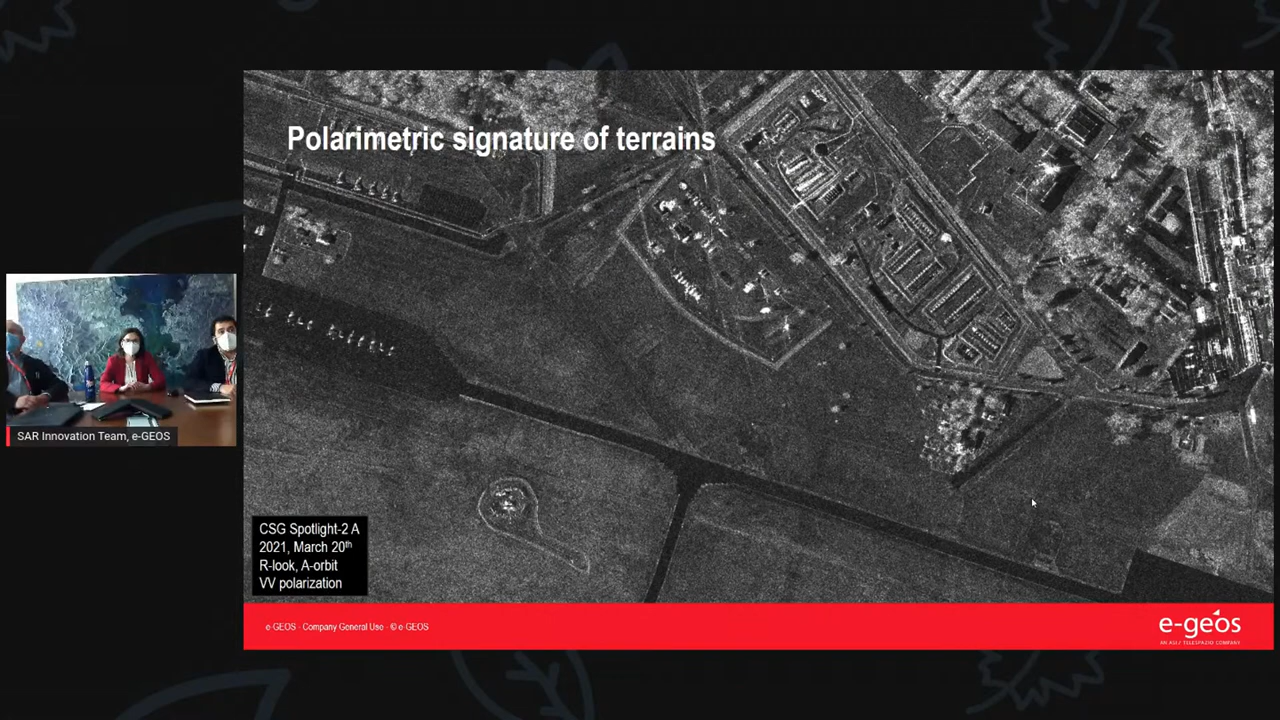 Polarimetric signature of terrains
SAR Innovation Team, e-GEOS
CSG Spotlight-2 A
2021, March 20th
R-look, A-orbit
VV polarization
e-GEOS - Company General Use - © e-GEOS
e-geos
AN ASI / TELESPAZIO COMPANY